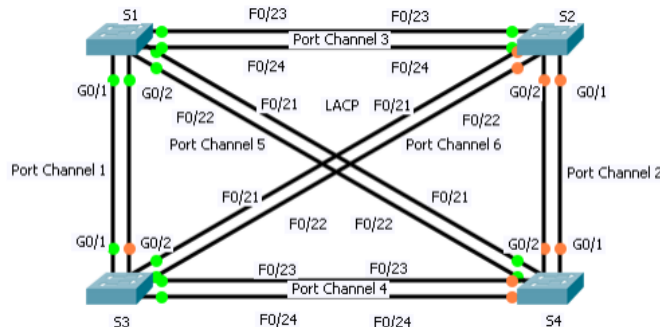 S1
F0/23
F0/23
S2
Port Channel 3
F0/24
F0/24
G0/1
G0/2
G0/2
G0/1
F0/21
LACP
F0/21
F0/22
F0/22
Port Channel 5
Port Channel 6
Port Channel 1
Port Channel 2
F0/21
F0/21
F0/22
F0/22
G0/1
G0/2
G0/2
G0/1
F0/23
F0/23
Port Channel 4
S3
F0/24
F0/24
S4